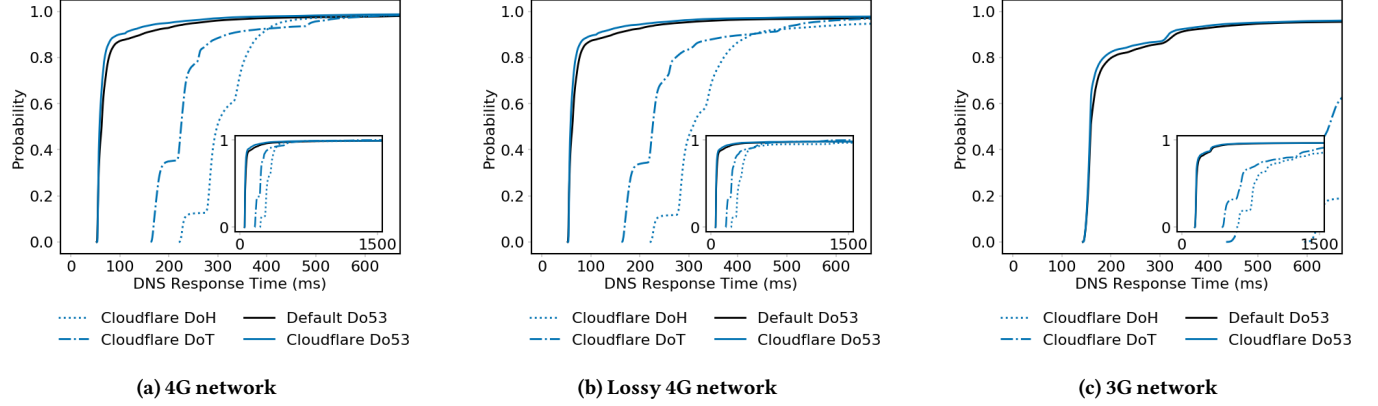 1.0
0.8
0.6
0.4
0.2
0.0
Probability
1
0
0 1500
0 100 200 300 400 500 600
DNS Response Time (ms)
Cloudflare DoH Default Do53
Cloudflare DoT Cloudflare Do53
(a) 4G network
1.0
0.8
0.6
0.4
0.2
0.0
Probability
1
0
0 1500
0 100 200 300 400 500 600
DNS Response Time (ms)
Cloudflare DoH Default Do53
Cloudflare DoT Cloudflare Do53
(b) Lossy 4G network
1.0
0.8
0.6
0.4
0.2
0.0
Probability
1
0
0 1500
0 100 200 300 400 500 600
DNS Response Time (ms)
Cloudflare DoH Default Do53
Cloudflare DoT Cloudflare Do53
(c) 3G network